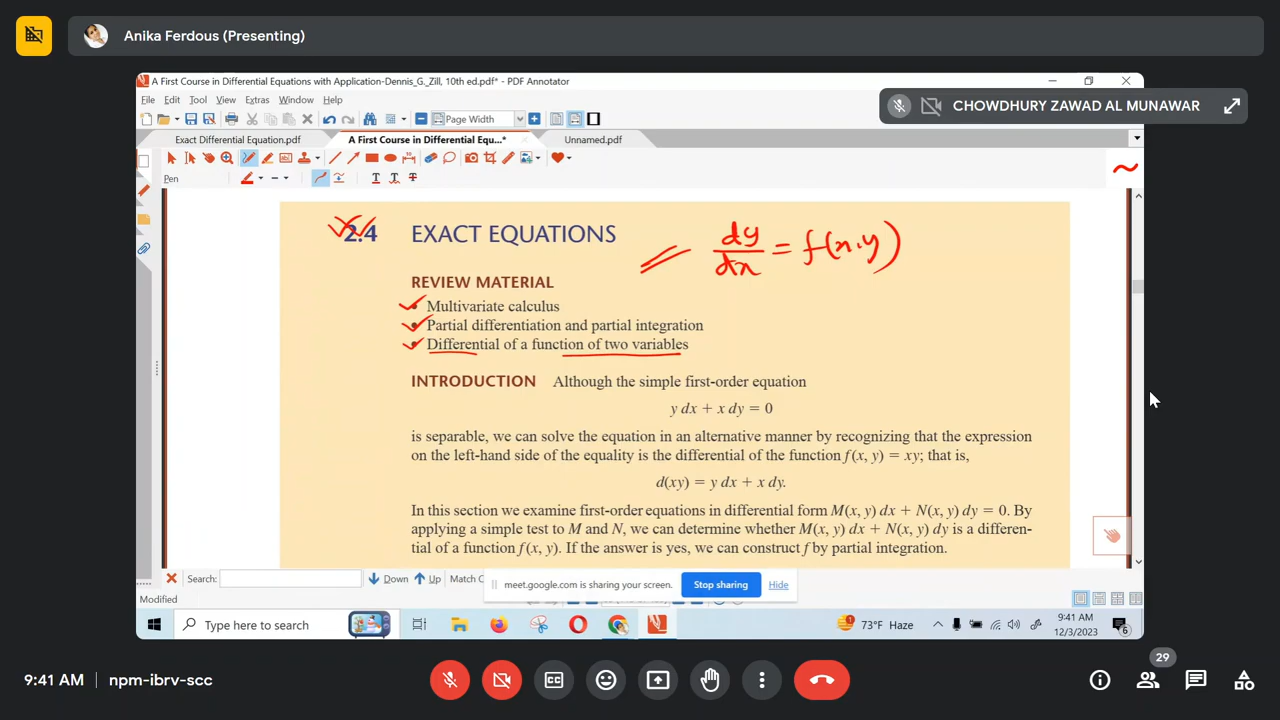 Anika Ferdous (Presenting)
A First Course in Differential Equations with Application-Dennis_G._Zill, 10th ed.pdf* - PDF Annotator
File Edit Tool View Extras Window Help
CHOWDHURY ZAWAD AL MUNAWAR
Page Width
Exact Differential Equation.pdf
A First Course in Differential Equ...*
Unnamed.pdf
Pen
2.4 EXACT EQUATIONS
dy/dx = f(x,y)
REVIEW MATERIAL
• Multivariate calculus
• Partial differentiation and partial integration
• Differential of a function of two variables
INTRODUCTION Although the simple first-order equation
y dx + x dy = 0
is separable, we can solve the equation in an alternative manner by recognizing that the expression
on the left-hand side of the equality is the differential of the function f(x, y) = xy; that is,
d(xy) = y dx + x dy.
In this section we examine first-order equations in differential form M(x, y) dx + N(x, y) dy = 0. By
applying a simple test to M and N, we can determine whether M(x, y) dx + N(x, y) dy is a differen-
tial of a function f(x, y). If the answer is yes, we can construct f by partial integration.
Search: Down Up Match C
meet.google.com is sharing your screen. Stop sharing Hide
Modified
Type here to search
73°F Haze
9:41 AM
12/3/2023
6
29
9:41 AM | npm-ibrv-scc